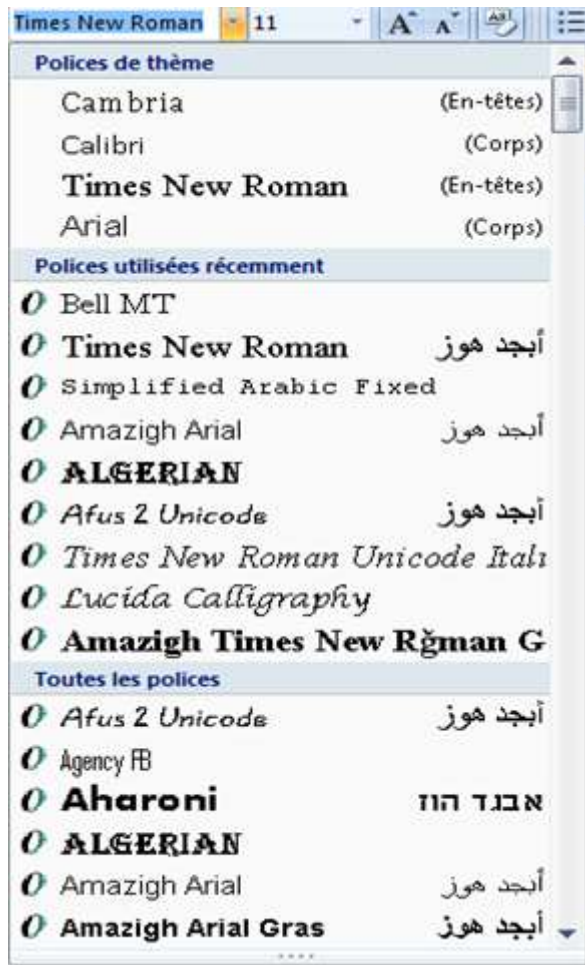 Times New Roman 11 A A Aa
Polices de thème
Cambria (En-têtes)
Calibri (Corps)
Times New Roman (En-têtes)
Arial (Corps)
Polices utilisées récemment
O Bell MT
O Times New Roman أبجد هوز
O Simplified Arabic Fixed
O Amazigh Arial أبجد هوز
O ALGERIAN
O Afus 2 Unicode أبجد هوز
O Times New Roman Unicode Itali
O Lucida Calligraphy
O Amazigh Times New Rğman G
Toutes les polices
O Afus 2 Unicode أبجد هوز
O Agency FB
O Aharoni אבגד הוז
O ALGERIAN
O Amazigh Arial أبجد هوز
O Amazigh Arial Gras أبجد هوز